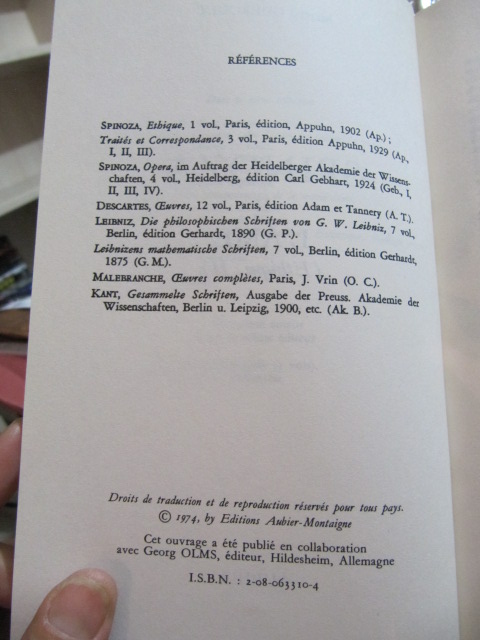 RÉFÉRENCES
SPINOZA, Ethique, 1 vol., Paris, édition, Appuhn, 1902 (Ap.) ;
Traités et Correspondance, 3 vol., Paris, édition Appuhn, 1929 (Ap.,
I, II, III).
SPINOZA, Opera, im Auftrag der Heidelberger Akademie der Wissens-
chaften, 4 vol., Heidelberg, édition Carl Gebhart, 1924 (Geb., I,
II, III, IV).
DESCARTES, Œuvres, 12 vol., Paris, édition Adam et Tannery (A. T.).
LEIBNIZ, Die philosophischen Schriften von G. W. Leibniz, 7 vol.,
Berlin, édition Gerhardt, 1890 (G. P.).
Leibnizens mathematische Schriften, 7 vol., Berlin, édition Gerhardt,
1875 (G. M.).
MALEBRANCHE, Œuvres complètes, Paris, J. Vrin (O. C.).
KANT, Gesammelte Schriften, Ausgabe der Preuss. Akademie der
Wissenschaften, Berlin u. Leipzig, 1900, etc. (Ak. B.).
Droits de traduction et de reproduction réservés pour tous pays.
© 1974, by Editions Aubier-Montaigne
Cet ouvrage a été publié en collaboration
avec Georg OLMS, éditeur, Hildesheim, Allemagne
I.S.B.N. : 2-08-063310-4